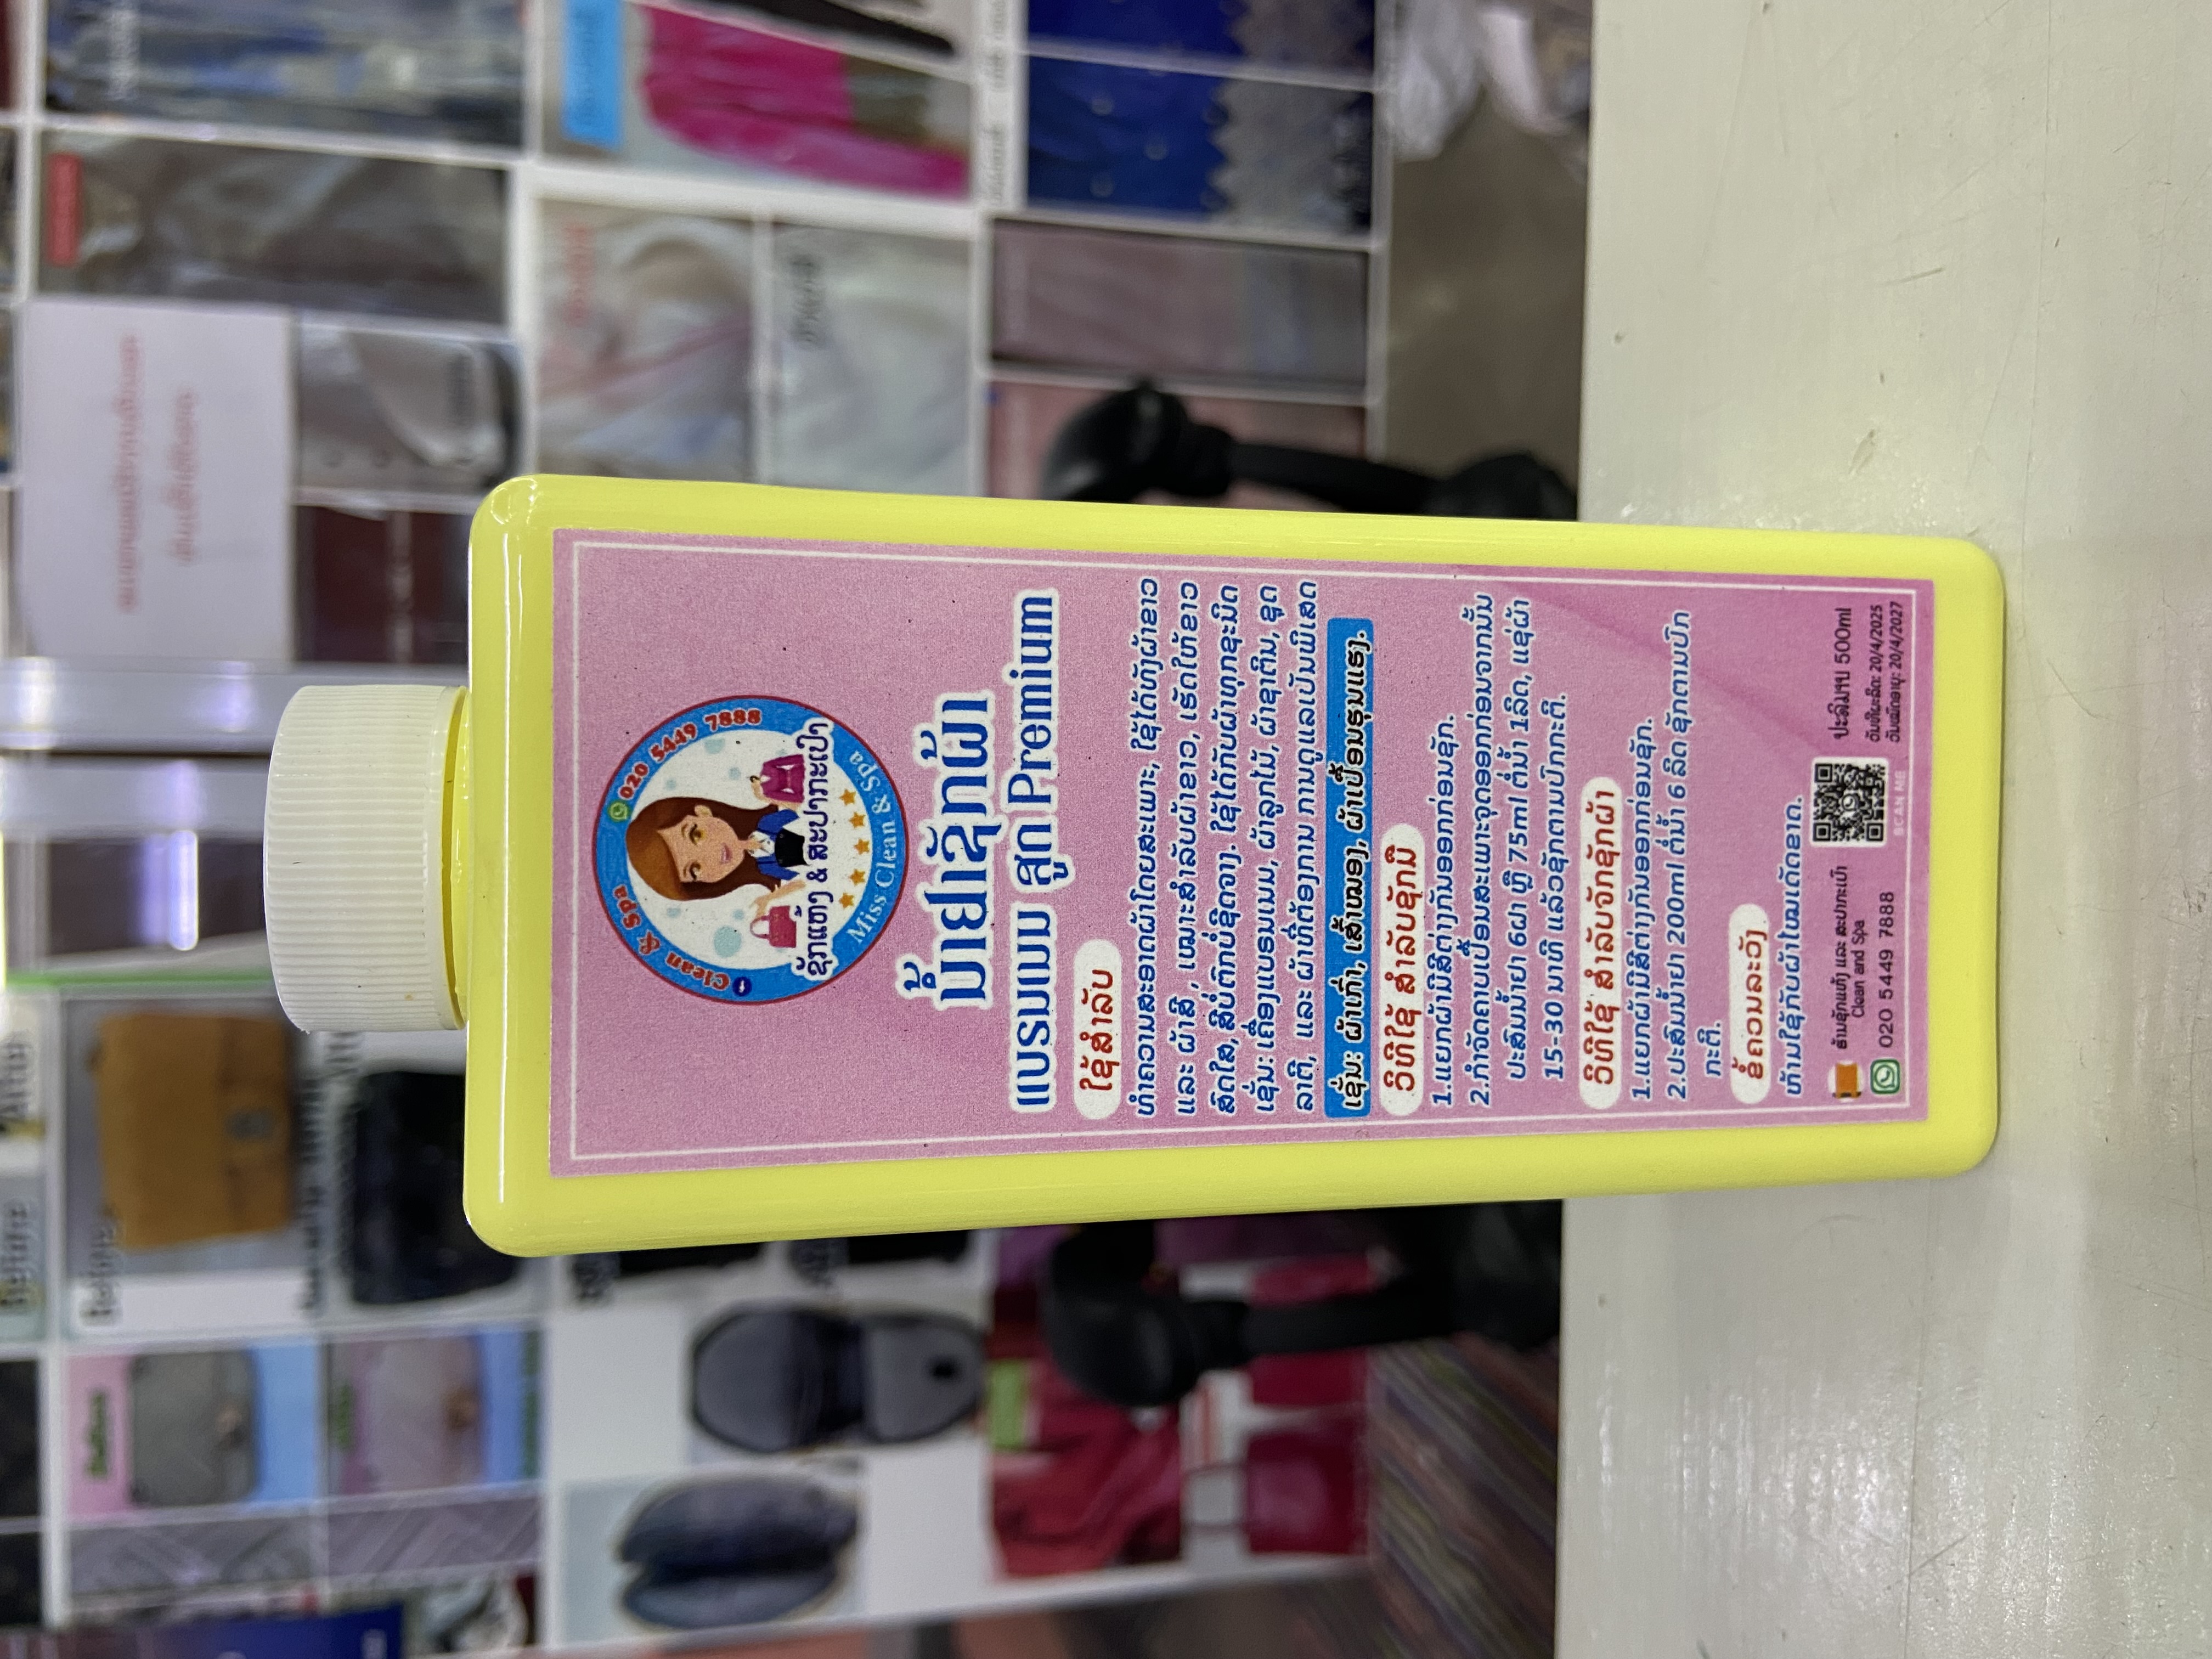 Clean & Spa 020 5449 7888
ຊັກແຫ້ງ & ສະປາກະເປົາ
Miss Clean & Spa
ນ້ຳຢາຊັກຜ້າ
ແບຣນເນມ ສູດ Premium
ໃຊ້ສຳລັບ
ທຳຄວາມສະອາດຜ້າໂດຍສະເພາະ, ໃຊ້ໄດ້ທັງຜ້າຂາວ
ແລະ ຜ້າສີ , ເໝາະສຳລັບຜ້າຂາວ, ເຮັດໃຫ້ຂາວ
ສົດໃສ, ສີບໍ່ຕົກບໍ່ຊິດຈາງ. ໃຊ້ໄດ້ກັບຜ້າທຸກຊະນິດ
ເຊັ່ນ: ເຄື່ອງແບຣນເນມ, ຜ້າລູກໄມ້, ຜ້າຊາຕິນ, ຊຸດ
ລາຕີ, ແລະ ຜ້າທີ່ຕ້ອງການ ການດູແລເປັນພິເສດ
ເຊັ່ນ: ຜ້າເກົ່າ, ເສົ້າໝອງ, ຜ້າເປື້ອນຮຸນແຮງ.
ວິທີໃຊ້ ສຳລັບຊັກມື
1.ແຍກຜ້າມີສີຕ່າງກັນອອກກ່ອນຊັກ.
2.ກຳຈັດຄາບເປື້ອນສະເພາະຈຸດອອກກ່ອນຈາກນັ້ນ
ປະສົມນ້ຳຢາ 6ຝາ ຫຼື 75ml ຕໍ່ນ້ຳ 1ລິດ, ແຊ່ຜ້າ
15-30 ນາທີ ແລ້ວຊັກຕາມປົກກະຕິ.
ວິທີໃຊ້ ສຳລັບຈັກຊັກຜ້າ
1.ແຍກຜ້າມີສີຕ່າງກັນອອກກ່ອນຊັກ.
2.ປະສົມນ້ຳຢາ 200ml ຕໍ່ນ້ຳ 6 ລິດ ຊັກຕາມປົກ
ກະຕິ.
ຂໍ້ຄວນລະວັງ
ຫ້າມໃຊ້ກັບຜ້າໄໝເດັດຂາດ.
ຮ້ານຊັກແຫ້ງ ແລະ ສະປາກະເປົາ
Clean and Spa
020 5449 7888
SCAN ME
ປະລິມານ 500ml
ວັນທີຜະລິດ: 20/4/2025
ວັນໝົດອາຍຸ: 20/4/2027
Before